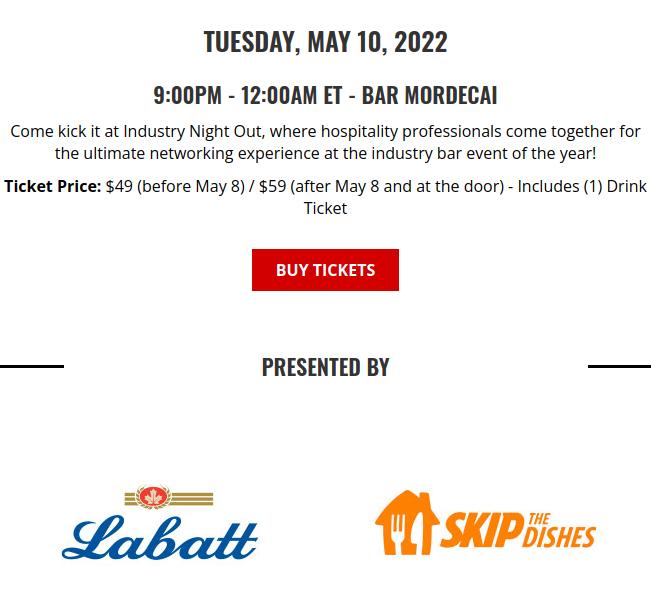 TUESDAY, MAY 10, 2022
9:00PM - 12:00AM ET - BAR MORDECAI
Come kick it at Industry Night Out, where hospitality professionals come together for
the ultimate networking experience at the industry bar event of the year!
Ticket Price: $49 (before May 8) / $59 (after May 8 and at the door) - Includes (1) Drink
Ticket
BUY TICKETS
PRESENTED BY
Labatt
SKIP THE DISHES